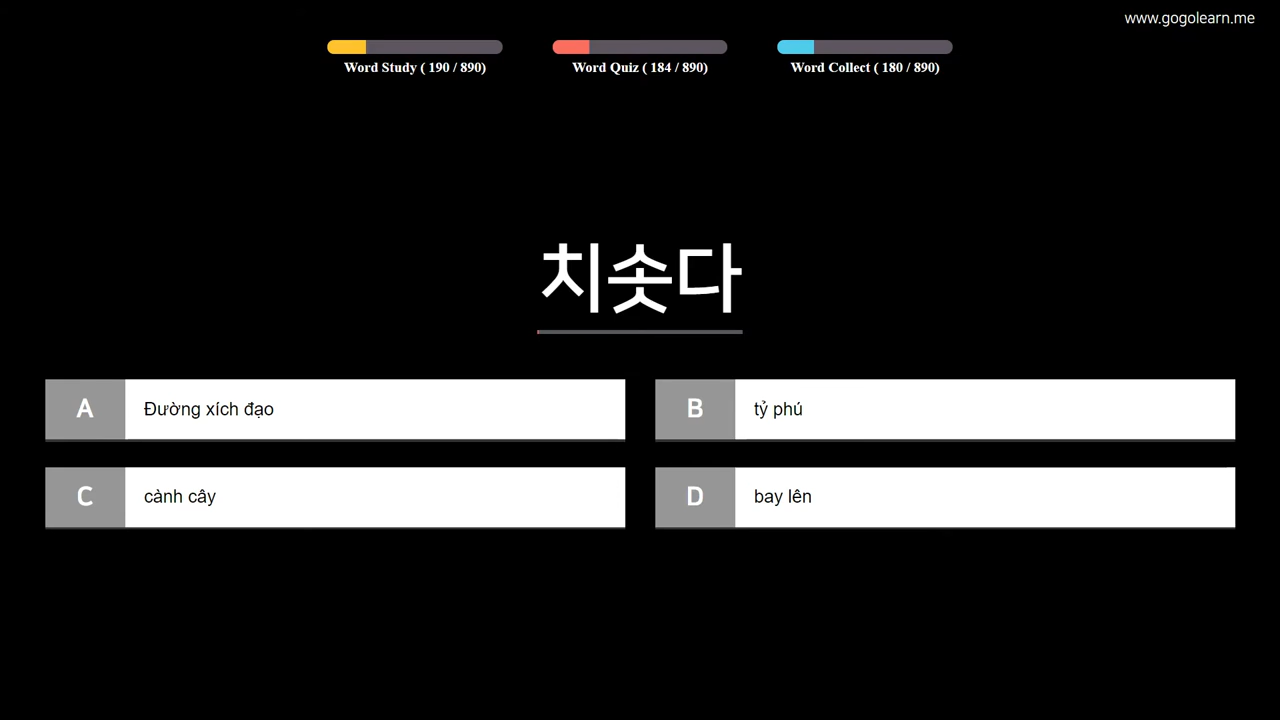 www.gogolearn.me
Word Study ( 190 / 890)
Word Quiz ( 184 / 890)
Word Collect ( 180 / 890)
치솟다
A Đường xích đạo
B tỷ phú
C cành cây
D bay lên